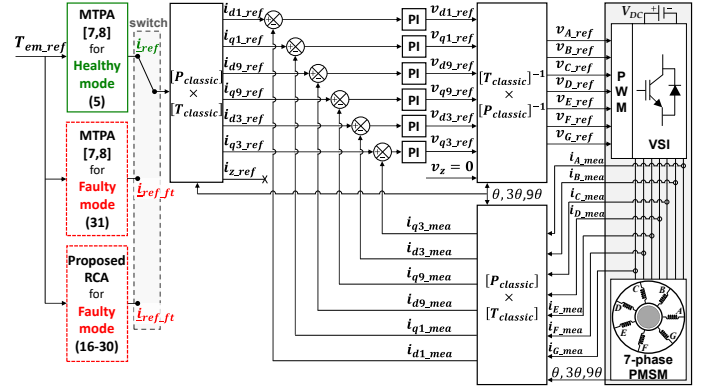 MTPA
[7,8]
for
Healthy
mode
(5)
T_em_ref
switch
i_ref
MTPA
[7,8]
for
Faulty
mode
(31)
i_ref_ft
Proposed
RCA
for
Faulty
mode
(16-30)
i_ref_ft
[P_classic]
×
[T_classic]
i_d1_ref
i_q1_ref
i_d9_ref
i_q9_ref
i_d3_ref
i_q3_ref
i_z_ref
PI
PI
PI
PI
PI
PI
v_d1_ref
v_q1_ref
v_d9_ref
v_q9_ref
v_d3_ref
v_q3_ref
v_z = 0
[T_classic]⁻¹
×
[P_classic]⁻¹
v_A_ref
v_B_ref
v_C_ref
v_D_ref
v_E_ref
v_F_ref
v_G_ref
V_DC
+ −
P
W
M
VSI
θ,3θ,9θ
i_A_mea
i_B_mea
i_C_mea
i_D_mea
i_E_mea
i_F_mea
i_G_mea
[P_classic]
×
[T_classic]
i_q3_mea
i_d3_mea
i_q9_mea
i_d9_mea
i_q1_mea
i_d1_mea
θ,3θ,9θ
C
B
D
A
E
F
G
7-phase
PMSM